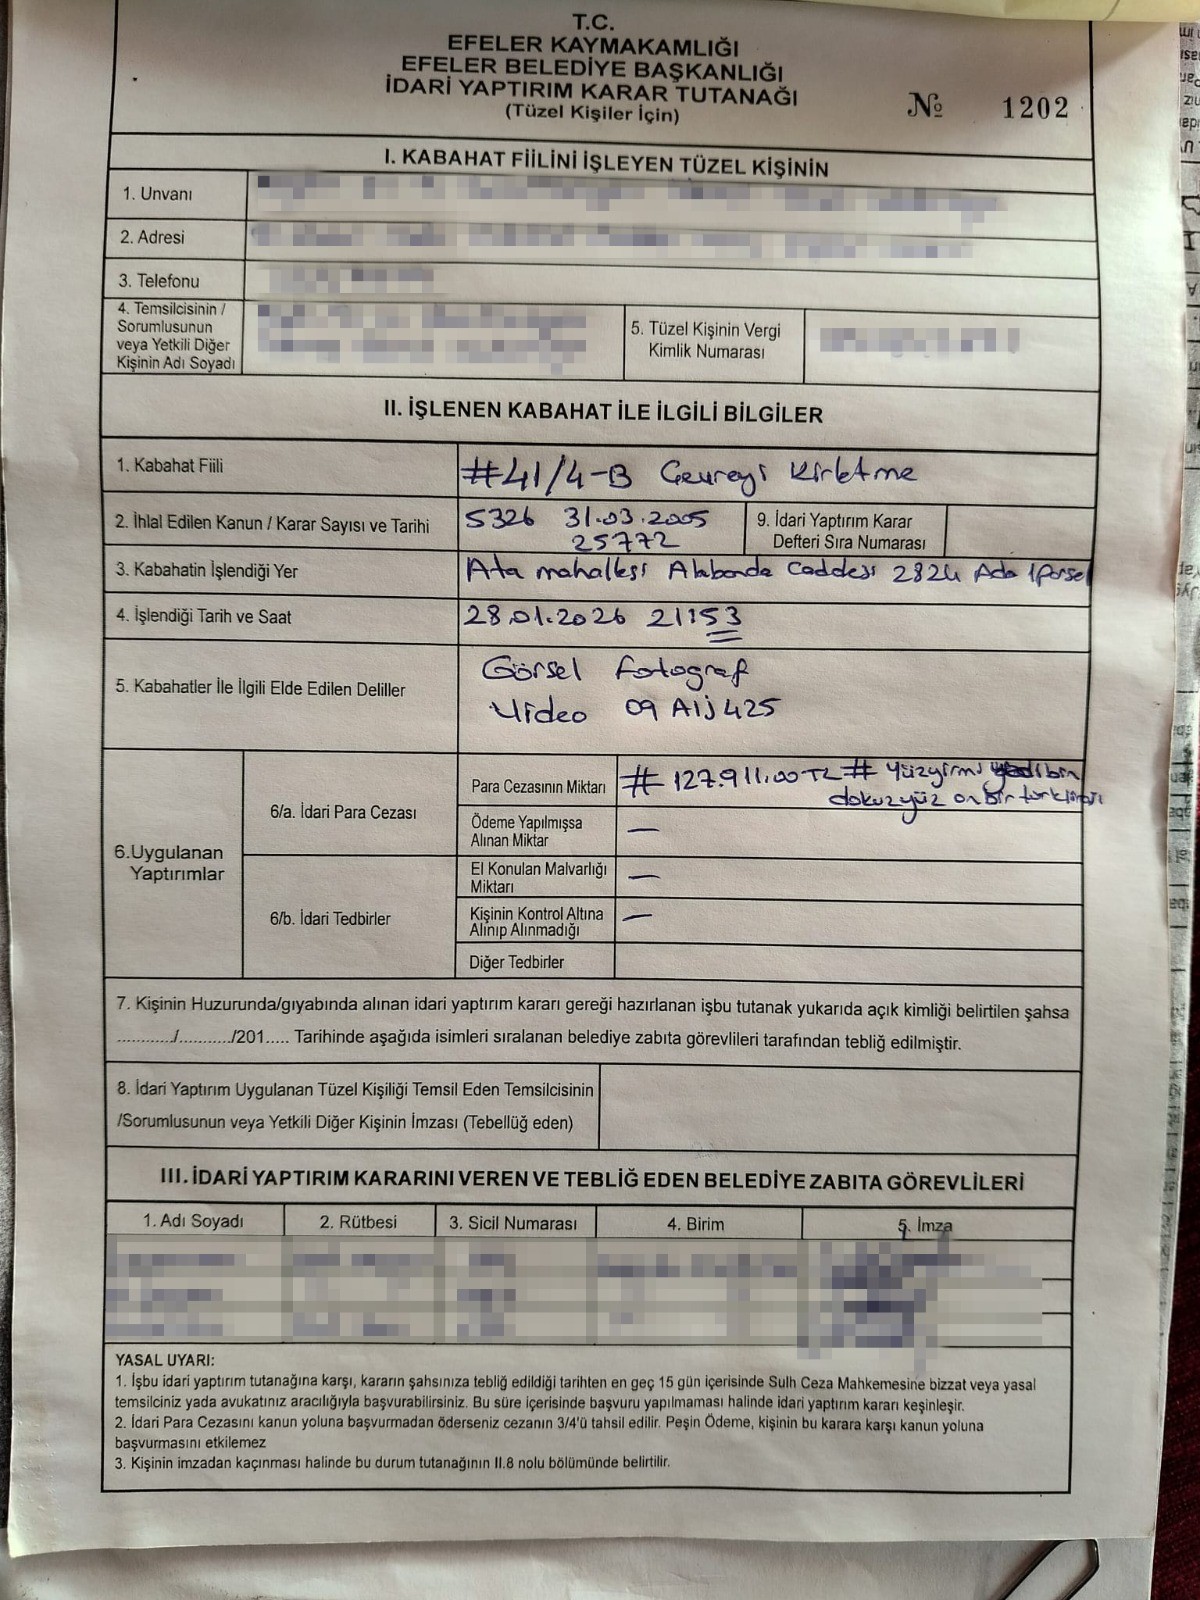 T.C.
EFELER KAYMAKAMLIĞI
EFELER BELEDİYE BAŞKANLIĞI
İDARİ YAPTIRIM KARAR TUTANAĞI
(Tüzel Kişiler İçin)
№ 1202
I. KABAHAT FİİLİNİ İŞLEYEN TÜZEL KİŞİNİN
1. Unvanı
2. Adresi
3. Telefonu
4. Temsilcisinin /
Sorumlusunun
veya Yetkili Diğer
Kişinin Adı Soyadı
5. Tüzel Kişinin Vergi
Kimlik Numarası
II. İŞLENEN KABAHAT İLE İLGİLİ BİLGİLER
1. Kabahat Fiili
#41/4-B Çevreyi Kirletme
2. İhlal Edilen Kanun / Karar Sayısı ve Tarihi
5326 31.03.2005
25772
9. İdari Yaptırım Karar
Defteri Sıra Numarası
3. Kabahatin İşlendiği Yer
Ata mahallesi Alabanda Caddesi 2824 Ada 1 Parsel
4. İşlendiği Tarih ve Saat
28.01.2026 21:53
5. Kabahatler İle İlgili Elde Edilen Deliller
Görsel fotograf
Video 09 AIJ 425
6.Uygulanan
Yaptırımlar
6/a. İdari Para Cezası
Para Cezasının Miktarı
# 127.911,00 TL # Yüzyirmi yedibin
dokuzyüz onbir türklirası
Ödeme Yapılmışsa
Alınan Miktar
—
6/b. İdari Tedbirler
El Konulan Malvarlığı
Miktarı
—
Kişinin Kontrol Altına
Alınıp Alınmadığı
—
Diğer Tedbirler
7. Kişinin Huzurunda/gıyabında alınan idari yaptırım kararı gereği hazırlanan işbu tutanak yukarıda açık kimliği belirtilen şahsa
.........../.........../201..... Tarihinde aşağıda isimleri sıralanan belediye zabıta görevlileri tarafından tebliğ edilmiştir.
8. İdari Yaptırım Uygulanan Tüzel Kişiliği Temsil Eden Temsilcisinin
/Sorumlusunun veya Yetkili Diğer Kişinin İmzası (Tebellüğ eden)
III. İDARİ YAPTIRIM KARARINI VEREN VE TEBLİĞ EDEN BELEDİYE ZABITA GÖREVLİLERİ
1. Adı Soyadı
2. Rütbesi
3. Sicil Numarası
4. Birim
5. İmza
YASAL UYARI:
1. İşbu idari yaptırım tutanağına karşı, kararın şahsınıza tebliğ edildiği tarihten en geç 15 gün içerisinde Sulh Ceza Mahkemesine bizzat veya yasal
temsilciniz yada avukatınız aracılığıyla başvurabilirsiniz. Bu süre içerisinde başvuru yapılmaması halinde idari yaptırım kararı keşinleşir.
2. İdari Para Cezasını kanun yoluna başvurmadan öderseniz cezanın 3/4'ü tahsil edilir. Peşin Ödeme, kişinin bu karara karşı kanun yoluna
başvurmasını etkilemez
3. Kişinin imzadan kaçınması halinde bu durum tutanağının II.8 nolu bölümünde belirtilir.